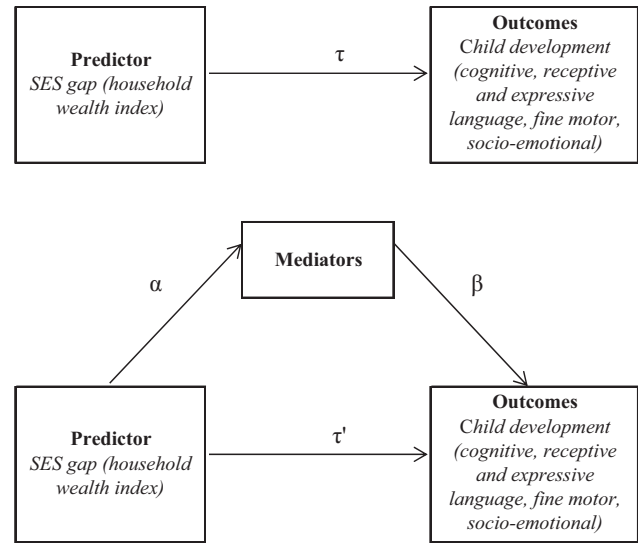 Predictor
SES gap (household
wealth index)
τ
Outcomes
Child development
(cognitive, receptive
and expressive
language, fine motor,
socio-emotional)
Mediators
α
β
Predictor
SES gap (household
wealth index)
τ'
Outcomes
Child development
(cognitive, receptive
and expressive
language, fine motor,
socio-emotional)